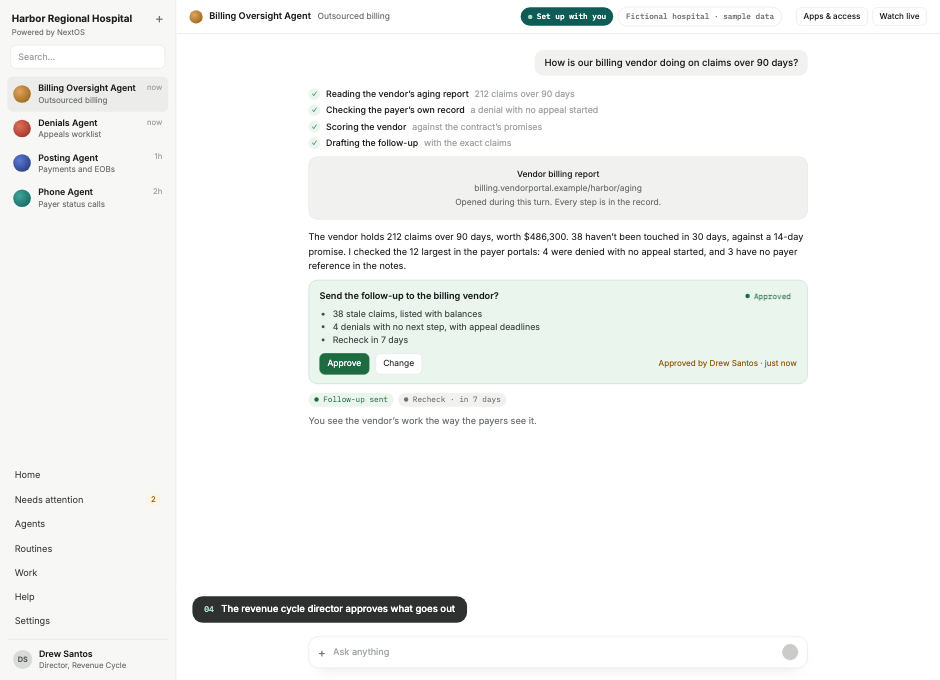 Harbor Regional Hospital
+
Powered by NextOS
Search...
Billing Oversight Agent now
Outsourced billing
Denials Agent now
Appeals worklist
Posting Agent 1h
Payments and EOBs
Phone Agent 2h
Payer status calls
Home
Needs attention 2
Agents
Routines
Work
Help
Settings
DS
Drew Santos
Director, Revenue Cycle
Billing Oversight Agent Outsourced billing
Set up with you
Fictional hospital · sample data
Apps & access
Watch live
How is our billing vendor doing on claims over 90 days?
✓ Reading the vendor’s aging report 212 claims over 90 days
✓ Checking the payer’s own record a denial with no appeal started
✓ Scoring the vendor against the contract’s promises
✓ Drafting the follow-up with the exact claims
Vendor billing report
billing.vendorportal.example/harbor/aging
Opened during this turn. Every step is in the record.
The vendor holds 212 claims over 90 days, worth $486,300. 38 haven’t been touched in 30 days, against a 14-day
promise. I checked the 12 largest in the payer portals: 4 were denied with no appeal started, and 3 have no payer
reference in the notes.
Send the follow-up to the billing vendor?
Approved
• 38 stale claims, listed with balances
• 4 denials with no next step, with appeal deadlines
• Recheck in 7 days
Approve
Change
Approved by Drew Santos · just now
Follow-up sent
Recheck · in 7 days
You see the vendor’s work the way the payers see it.
04 The revenue cycle director approves what goes out
+ Ask anything